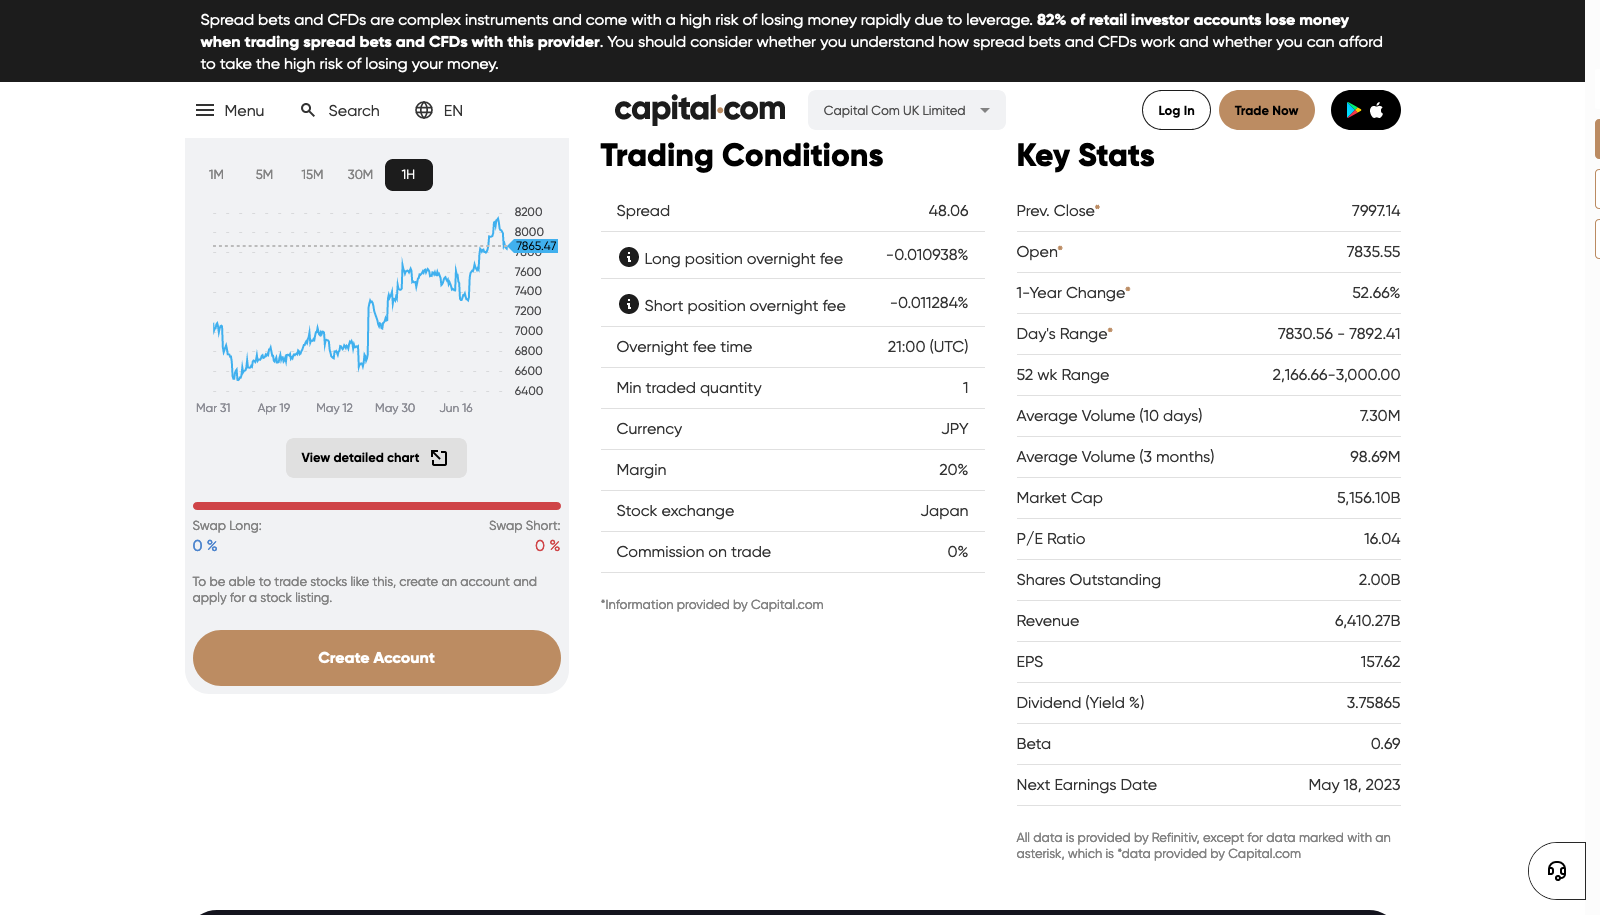 Spread bets and CFDs are complex instruments and come with a high risk of losing money rapidly due to leverage. 82% of retail investor accounts lose money
when trading spread bets and CFDs with this provider. You should consider whether you understand how spread bets and CFDs work and whether you can afford
to take the high risk of losing your money.
Menu
Search
EN
capital.com
Capital Com UK Limited
Log In
Trade Now
1M 5M 15M 30M 1H
8200
8000
7865.47
7800
7600
7400
7200
7000
6800
6600
6400
Mar 31 Apr 19 May 12 May 30 Jun 16
View detailed chart
Swap Long: Swap Short:
0 % 0 %
To be able to trade stocks like this, create an account and
apply for a stock listing.
Create Account
Trading Conditions
Spread 48.06
Long position overnight fee -0.010938%
Short position overnight fee -0.011284%
Overnight fee time 21:00 (UTC)
Min traded quantity 1
Currency JPY
Margin 20%
Stock exchange Japan
Commission on trade 0%
*Information provided by Capital.com
Key Stats
Prev. Close* 7997.14
Open* 7835.55
1-Year Change* 52.66%
Day's Range* 7830.56 - 7892.41
52 wk Range 2,166.66-3,000.00
Average Volume (10 days) 7.30M
Average Volume (3 months) 98.69M
Market Cap 5,156.10B
P/E Ratio 16.04
Shares Outstanding 2.00B
Revenue 6,410.27B
EPS 157.62
Dividend (Yield %) 3.75865
Beta 0.69
Next Earnings Date May 18, 2023
All data is provided by Refinitiv, except for data marked with an
asterisk, which is *data provided by Capital.com